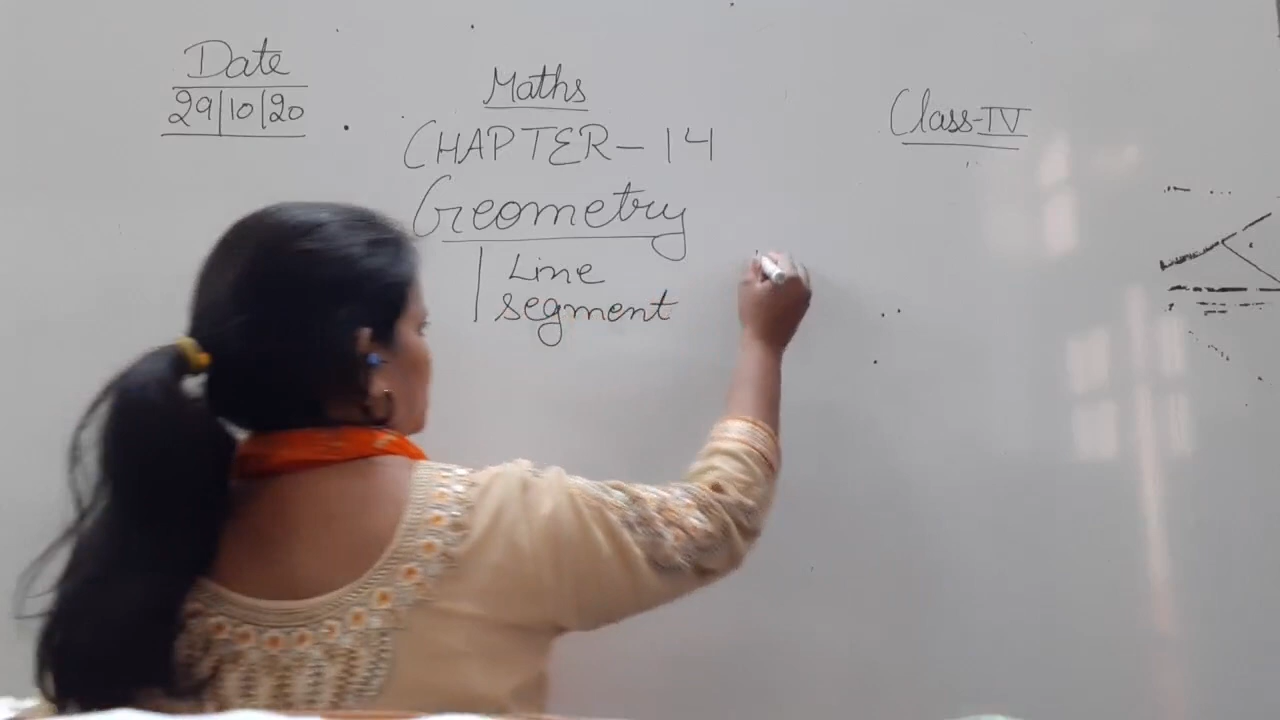 Date
29/10/20
Maths
Class-IV
CHAPTER-14
Geometry
Line
segment